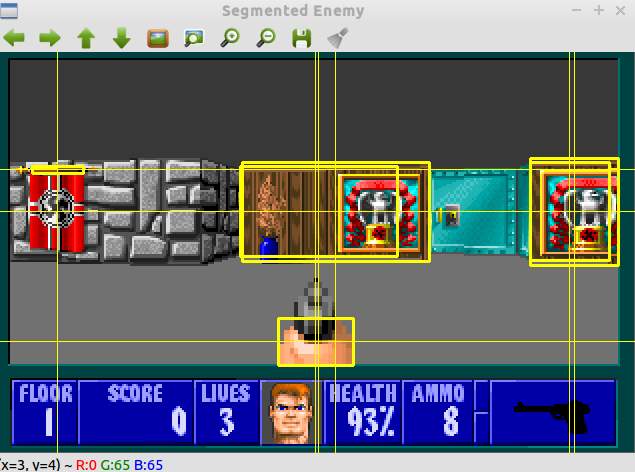 Segmented Enemy
FLOOR SCORE LIVES HEALTH AMMO
1 0 3 93% 8
(x=3, y=4) ~ R:0 G:65 B:65